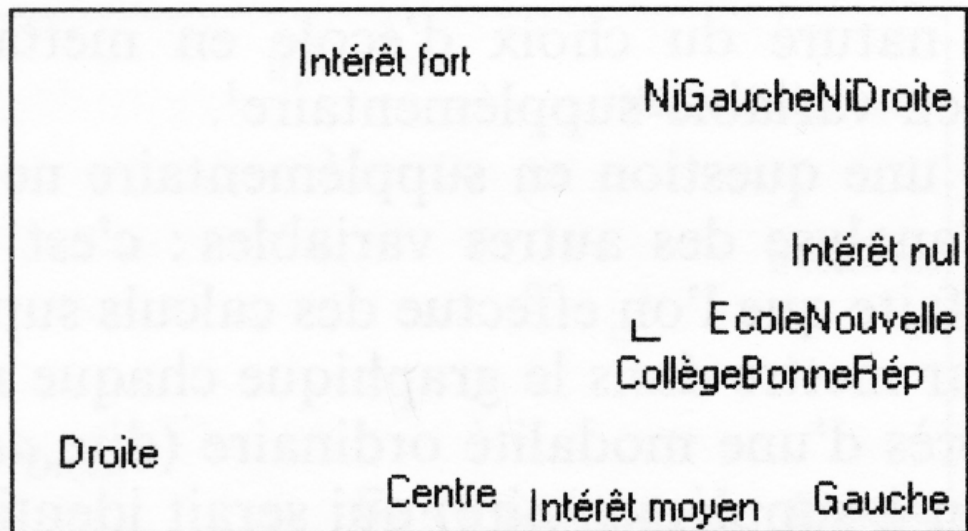 Intérêt fort
NiGaucheNiDroite
intérêt nul
EcoleNouvelle
CollègeBonneRép
Droite
Centre
Intérêt moyen
Gauche